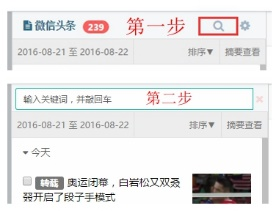 微信头条 239 第一步
2016-08-21 至 2016-08-22 排序▼ 摘要查看
输入关键词，并敲回车 第二步
2016-08-21 至 2016-08-22 排序▼ 摘要查看
今天
转载 奥运闭幕，白岩松又双叒
叕开启了段子手模式